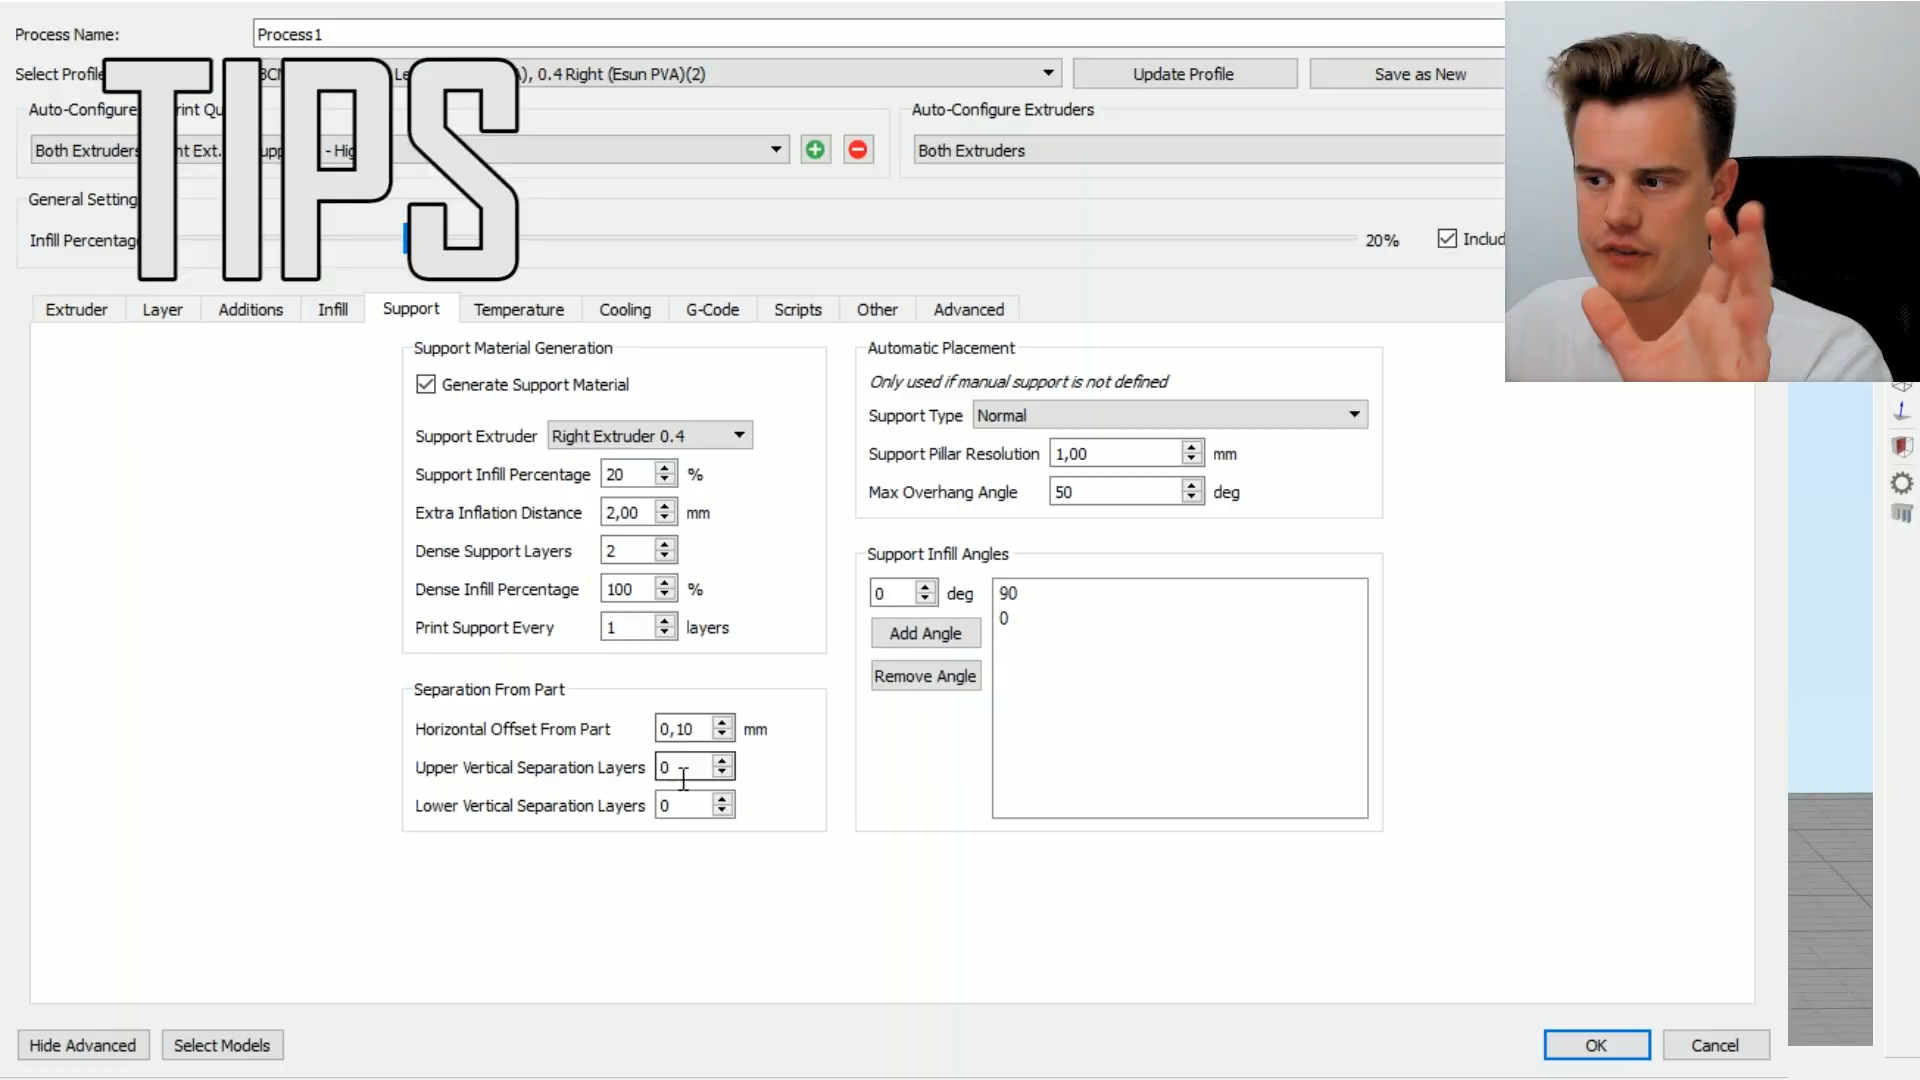 Process Name: Process1
Select Profile: ), 0.4 Right (Esun PVA)(2) Update Profile Save as New
TIPS
Auto-Configure Auto-Configure Extruders
Both Extruders - Both Extruders
General Setting
Infill Percentage 20% Includ
Extruder Layer Additions Infill Support Temperature Cooling G-Code Scripts Other Advanced
Support Material Generation
Generate Support Material
Support Extruder Right Extruder 0.4
Support Infill Percentage 20 %
Extra Inflation Distance 2,00 mm
Dense Support Layers 2
Dense Infill Percentage 100 %
Print Support Every 1 layers
Separation From Part
Horizontal Offset From Part 0,10 mm
Upper Vertical Separation Layers 0
Lower Vertical Separation Layers 0
Automatic Placement
Only used if manual support is not defined
Support Type Normal
Support Pillar Resolution 1,00 mm
Max Overhang Angle 50 deg
Support Infill Angles
0 deg 90
0
Add Angle
Remove Angle
Hide Advanced Select Models OK Cancel